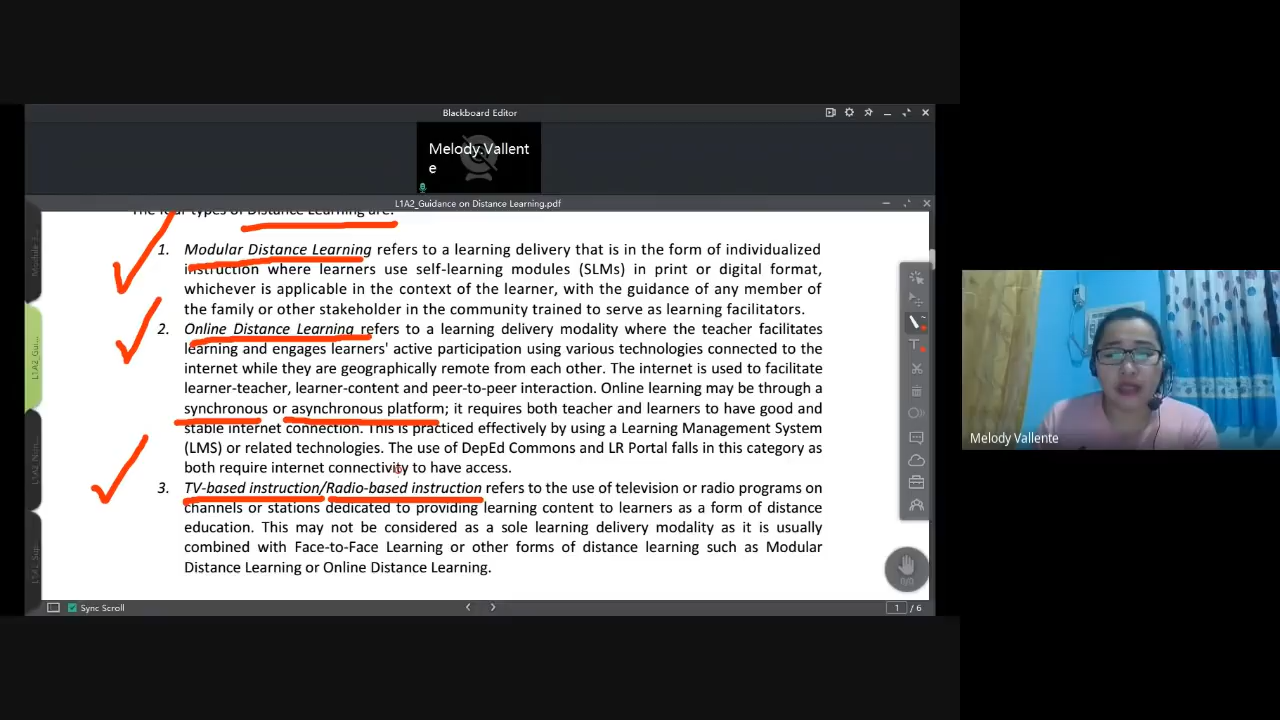 Blackboard Editor
Melody.Vallent
e
L1A2_Guidance on Distance Learning.pdf
The four types of Distance Learning are:
1. Modular Distance Learning refers to a learning delivery that is in the form of individualized
instruction where learners use self-learning modules (SLMs) in print or digital format,
whichever is applicable in the context of the learner, with the guidance of any member of
the family or other stakeholder in the community trained to serve as learning facilitators.
2. Online Distance Learning refers to a learning delivery modality where the teacher facilitates
learning and engages learners' active participation using various technologies connected to the
internet while they are geographically remote from each other. The internet is used to facilitate
learner-teacher, learner-content and peer-to-peer interaction. Online learning may be through a
synchronous or asynchronous platform; it requires both teacher and learners to have good and
stable internet connection. This is practiced effectively by using a Learning Management System
(LMS) or related technologies. The use of DepEd Commons and LR Portal falls in this category as
both require internet connectivity to have access.
3. TV-based instruction/Radio-based instruction refers to the use of television or radio programs on
channels or stations dedicated to providing learning content to learners as a form of distance
education. This may not be considered as a sole learning delivery modality as it is usually
combined with Face-to-Face Learning or other forms of distance learning such as Modular
Distance Learning or Online Distance Learning.
Sync Scroll
1 / 6
0/0
Melody Vallente